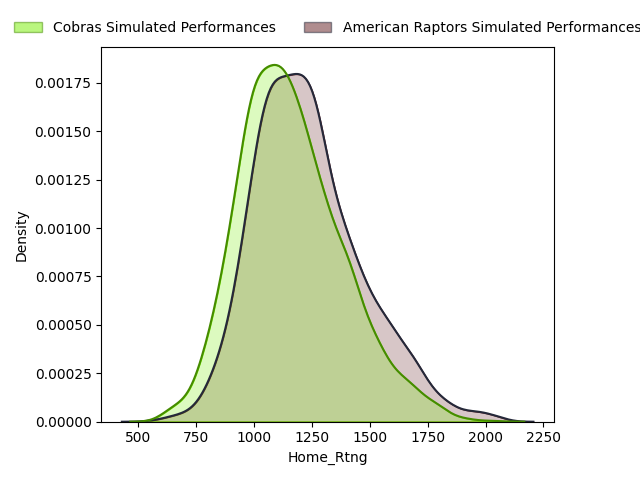 Cobras Simulated Performances
American Raptors Simulated Performances
0.00175
0.00150
0.00125
0.00100
0.00075
0.00050
0.00025
0.00000
Density
500 750 1000 1250 1500 1750 2000 2250
Home_Rtng